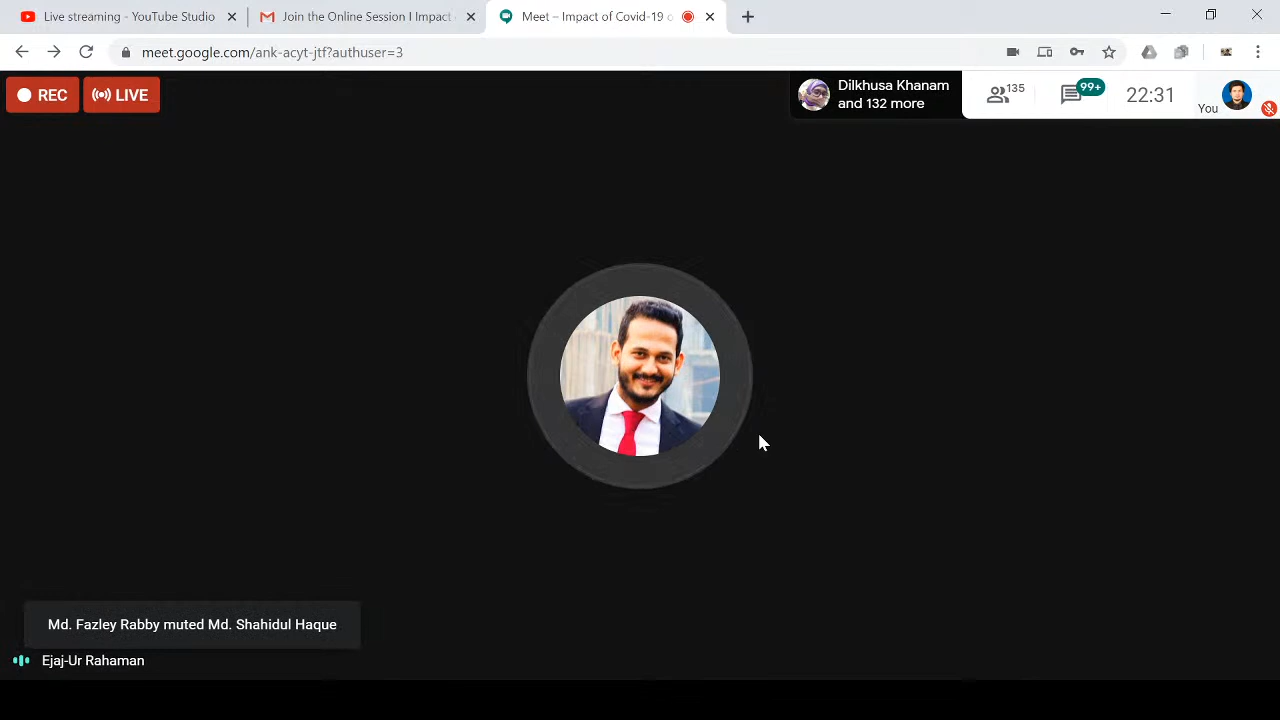 Live streaming - YouTube Studio
Join the Online Session I Impact
Meet – Impact of Covid-19 o
meet.google.com/ank-acyt-jtf?authuser=3
REC
LIVE
Dilkhusa Khanam
and 132 more
135
99+
22:31
You
Md. Fazley Rabby muted Md. Shahidul Haque
Ejaj-Ur Rahaman